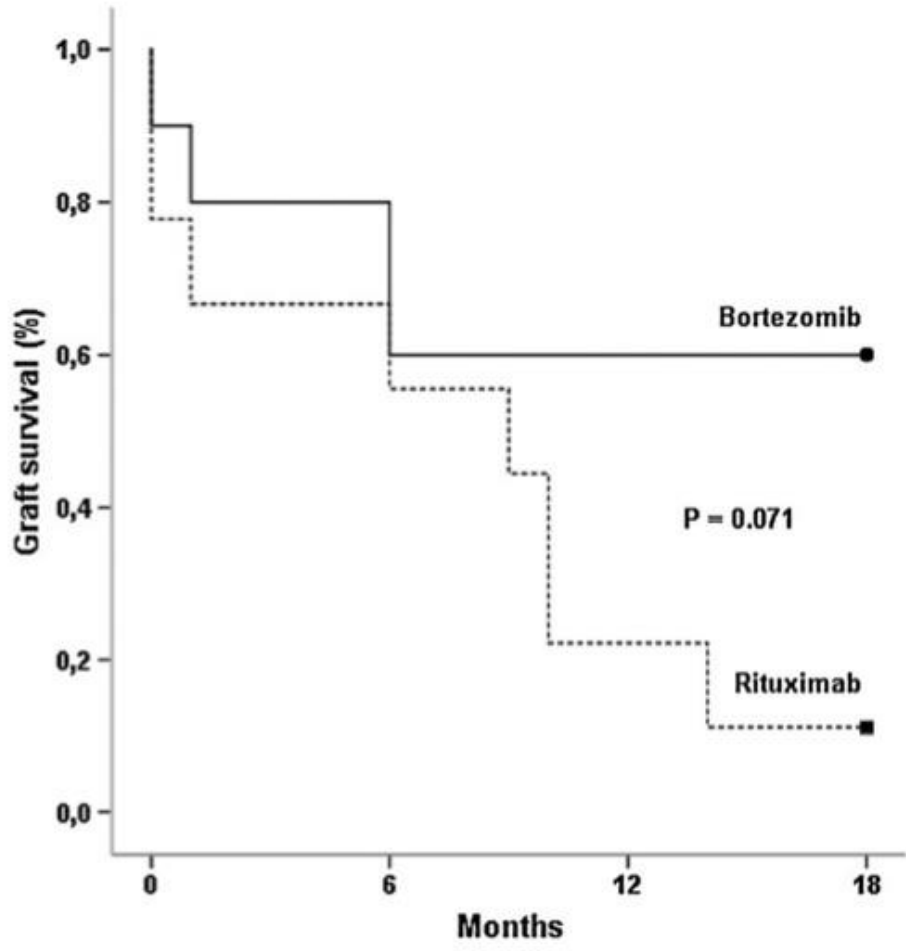 1,0
0,8
0,6
0,4
0,2
0,0
Graft survival (%)
Bortezomib
P = 0.071
Rituximab
0 6 12 18
Months